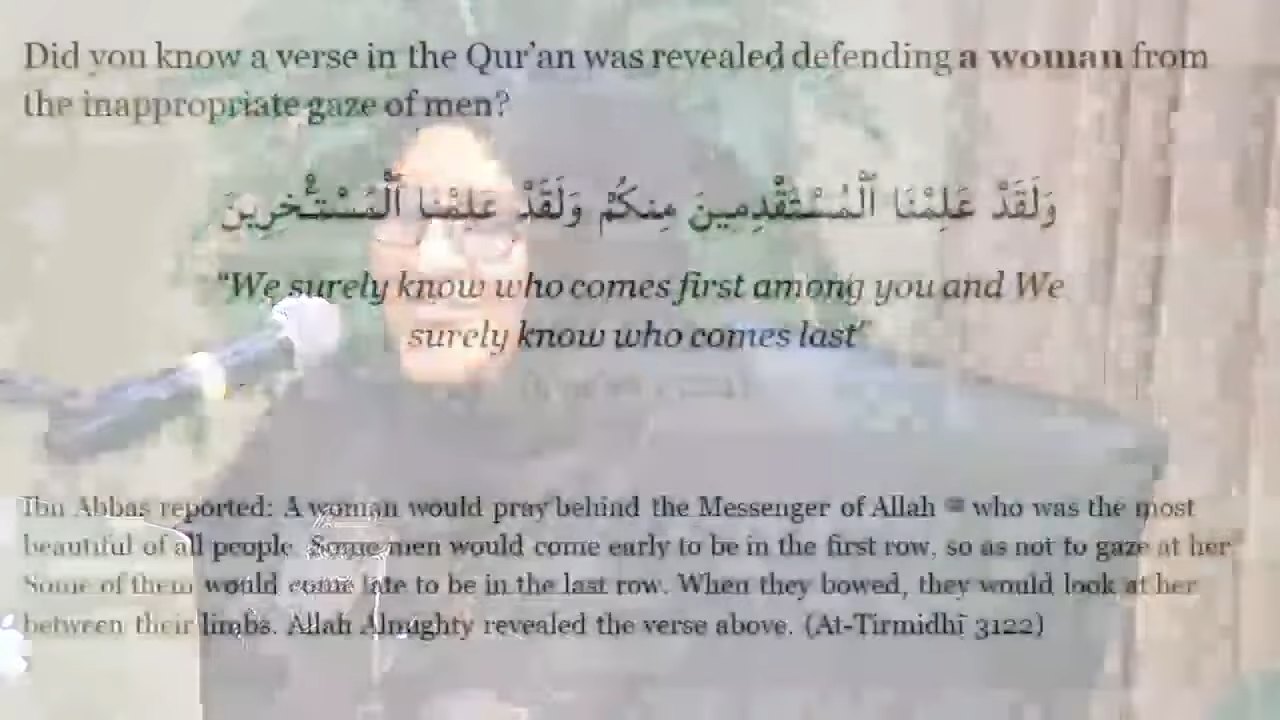 Did you know a verse in the Qur'an was revealed defending a woman from
the inappropriate gaze of men?
وَلَقَدْ عَلِمْنَا ٱلْمُسْتَقْدِمِينَ مِنكُمْ وَلَقَدْ عَلِمْنَا ٱلْمُسْتَـْٔخِرِينَ
"We surely know who comes first among you and We
surely know who comes last"
Ibn Abbas reported: A woman would pray behind the Messenger of Allah ﷺ who was the most
beautiful of all people. Some men would come early to be in the first row, so as not to gaze at her.
Some of them would come late to be in the last row. When they bowed, they would look at her
between their limbs. Allah Almighty revealed the verse above. (At-Tirmidhī 3122)